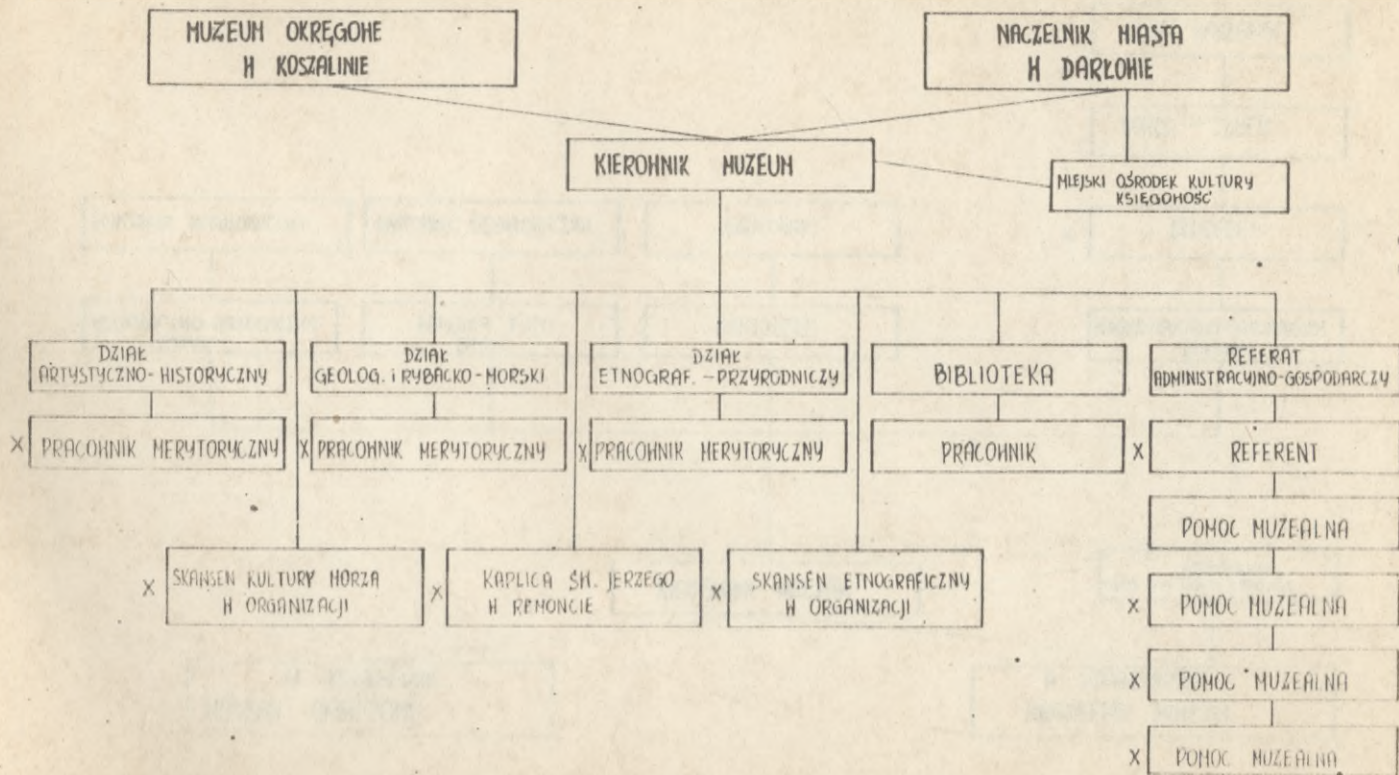 MUZEUM OKRĘGOWE
W KOSZALINIE
NACZELNIK MIASTA
W DARŁOWIE
KIEROWNIK MUZEUM
MIEJSKI OŚRODEK KULTURY
KSIĘGOWOŚĆ
DZIAŁ
ARTYSTYCZNO-HISTORYCZNY
DZIAŁ
GEOLOG. i RYBACKO-MORSKI
DZIAŁ
ETNOGRAF. - PRZYRODNICZY
BIBLIOTEKA
REFERAT
ADMINISTRACYJNO-GOSPODARCZY
X PRACOWNIK MERYTORYCZNY
X PRACOWNIK MERYTORYCZNY
X PRACOWNIK MERYTORYCZNY
PRACOWNIK
X REFERENT
POMOC MUZEALNA
X SKANSEN KULTURY MORZA
W ORGANIZACJI
X KAPLICA ŚW. JERZEGO
W REMONCIE
X SKANSEN ETNOGRAFICZNY
W ORGANIZACJI
X POMOC MUZEALNA
X POMOC MUZEALNA
X POMOC MUZEALNA